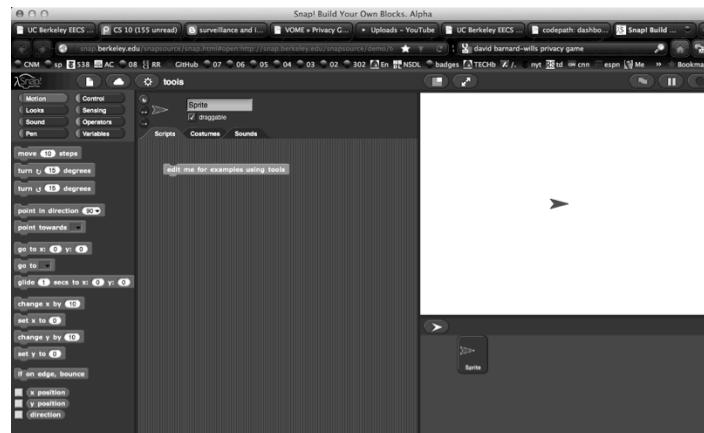 Snap! Build Your Own Blocks. Alpha
UC Berkeley EECS ...
CS 10 (155 unread)
surveillance and i...
VOME » Privacy G...
Uploads – YouTube
UC Berkeley EECS ...
codepath: dashbo...
Snap! Build ...
snap.berkeley.edu/snapsource/snap.html#open:http://snap.berkeley.edu/snapsource/demo/t
david barnard-wills privacy game
CNM sp 538 AC 08 RR GitHub 07 06 05 04 03 02 302 En NSDL badges TECHb /. nyt td cnn espn Me » Bookma
Snap!
tools
Motion Control
Looks Sensing
Sound Operators
Pen Variables
move 10 steps
turn 15 degrees
turn 15 degrees
point in direction 90
point towards
go to x: 0 y: 0
go to
glide 1 secs to x: 0 y: 0
change x by 10
set x to 0
change y by 10
set y to 0
if on edge, bounce
x position
y position
direction
Sprite
draggable
Scripts Costumes Sounds
edit me for examples using tools
Sprite